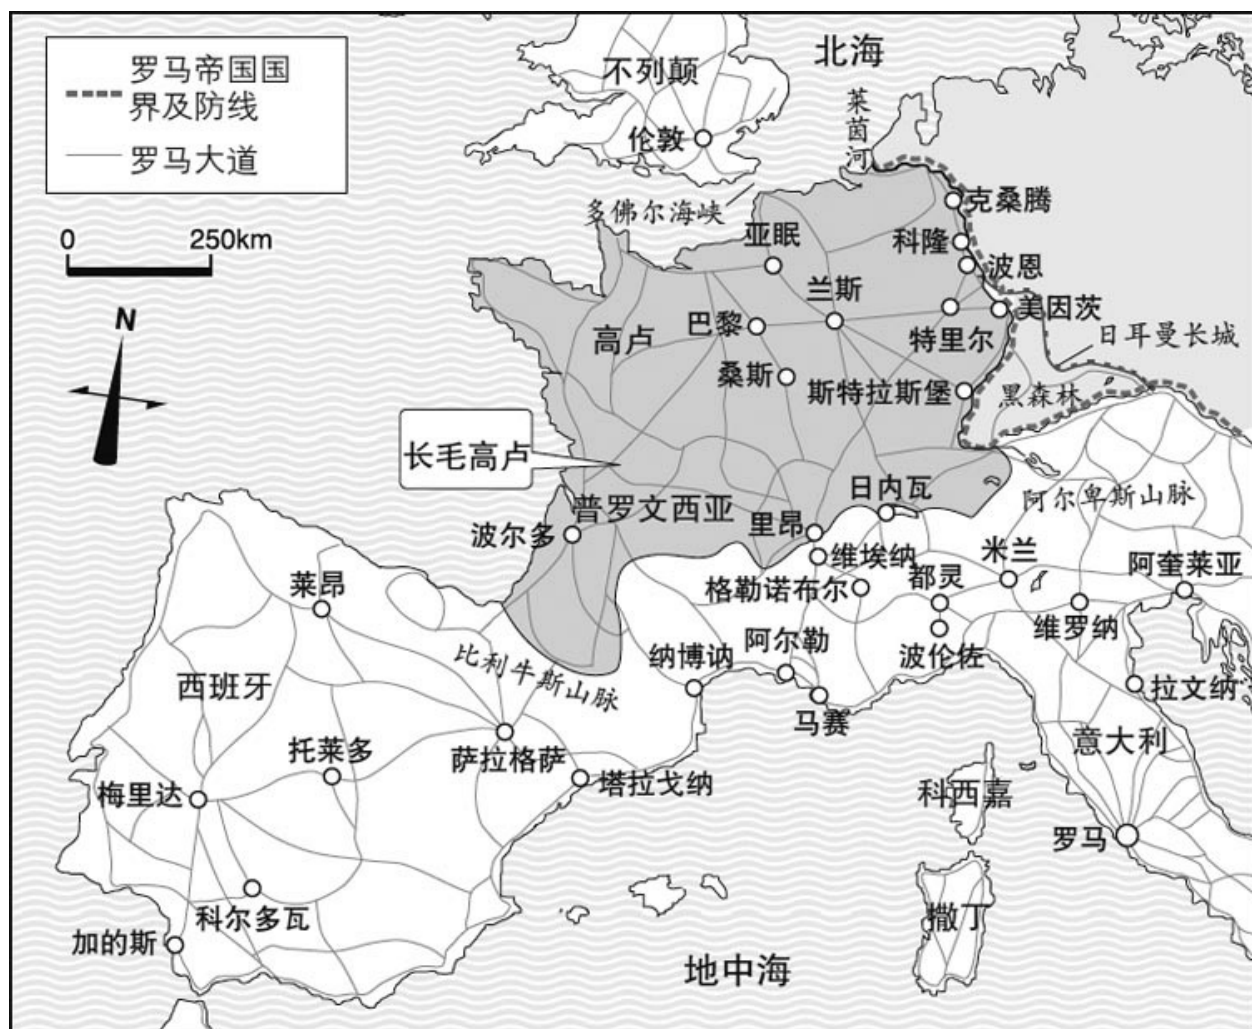 罗马帝国国
界及防线
罗马大道
0 250km
N
北海
不列颠
伦敦
莱茵河
多佛尔海峡
克桑腾
科隆
亚眠
波恩
兰斯
美因茨
巴黎
高卢
特里尔
日耳曼长城
桑斯
斯特拉斯堡
黑森林
长毛高卢
日内瓦
阿尔卑斯山脉
普罗文西亚
里昂
波尔多
维埃纳
米兰
格勒诺布尔
都灵
阿奎莱亚
莱昂
维罗纳
阿尔勒
波伦佐
纳博讷
比利牛斯山脉
西班牙
拉文纳
马赛
意大利
托莱多
萨拉格萨
塔拉戈纳
梅里达
科西嘉
罗马
科尔多瓦
撒丁
加的斯
地中海